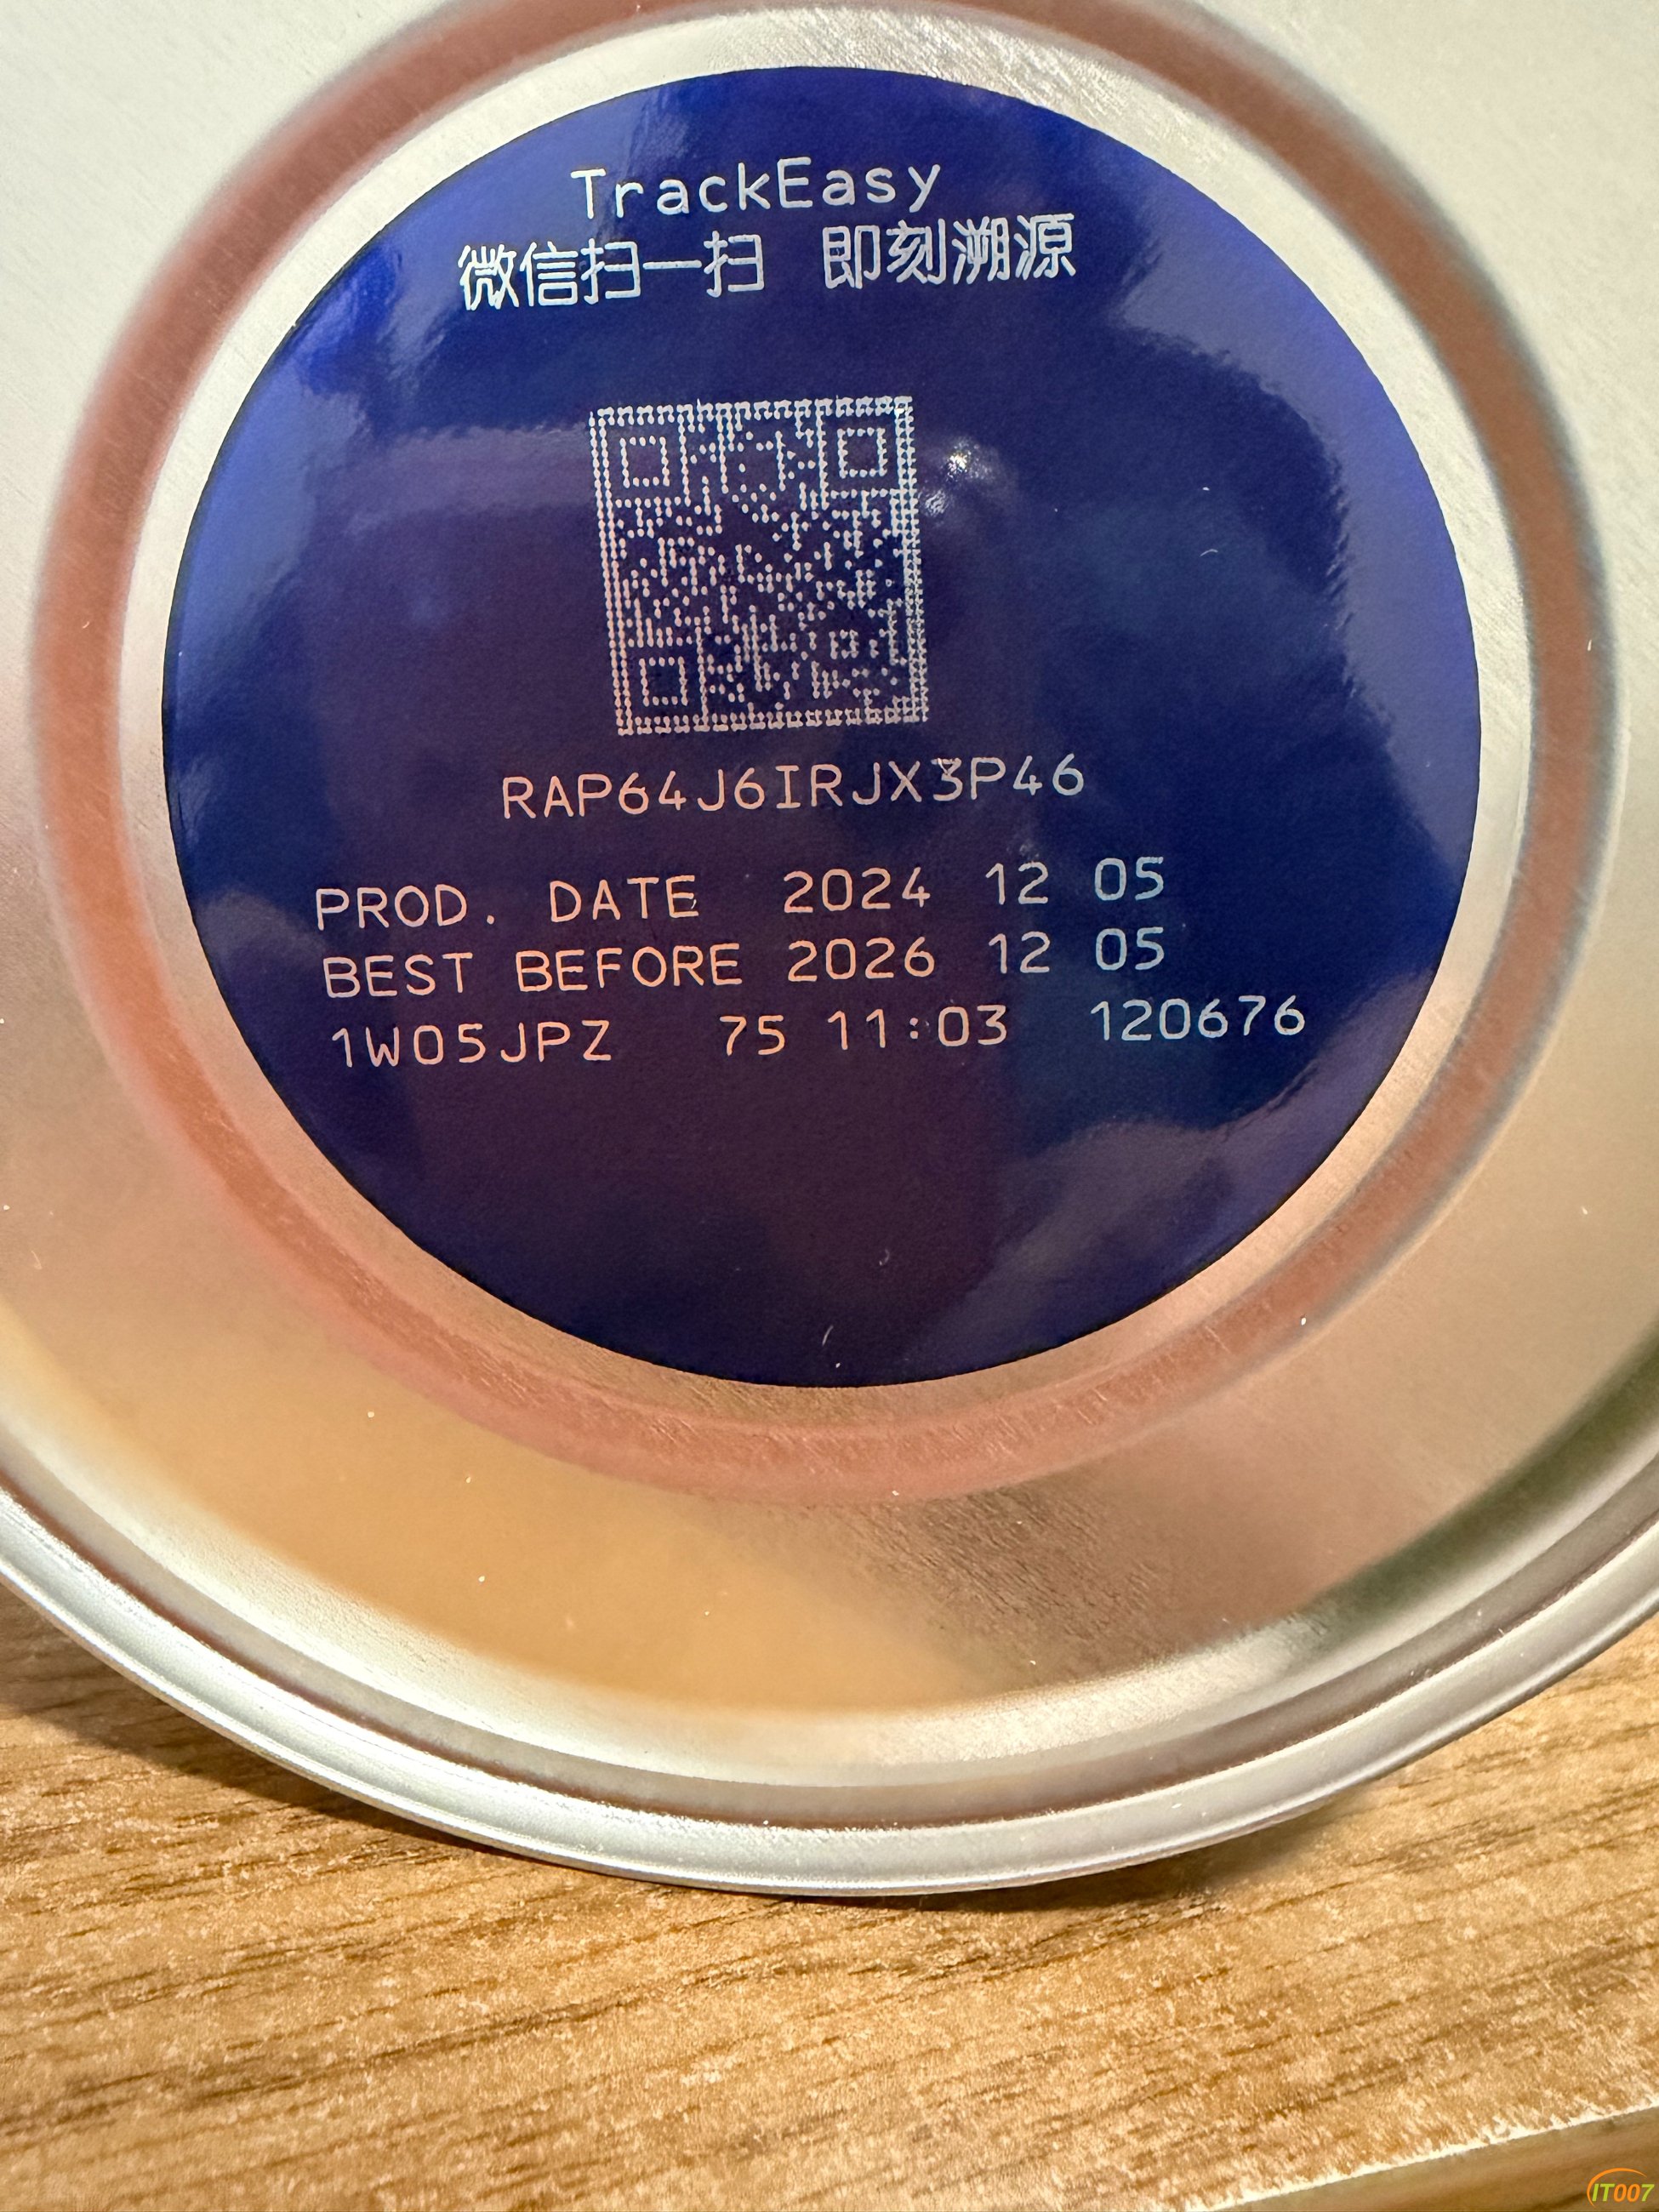 TrackEasy
微信扫一扫 即刻溯源
RAP64J6IRJX3P46
PROD. DATE 2024 12 05
BEST BEFORE 2026 12 05
1W05JPZ 75 11:03 120676
IT007